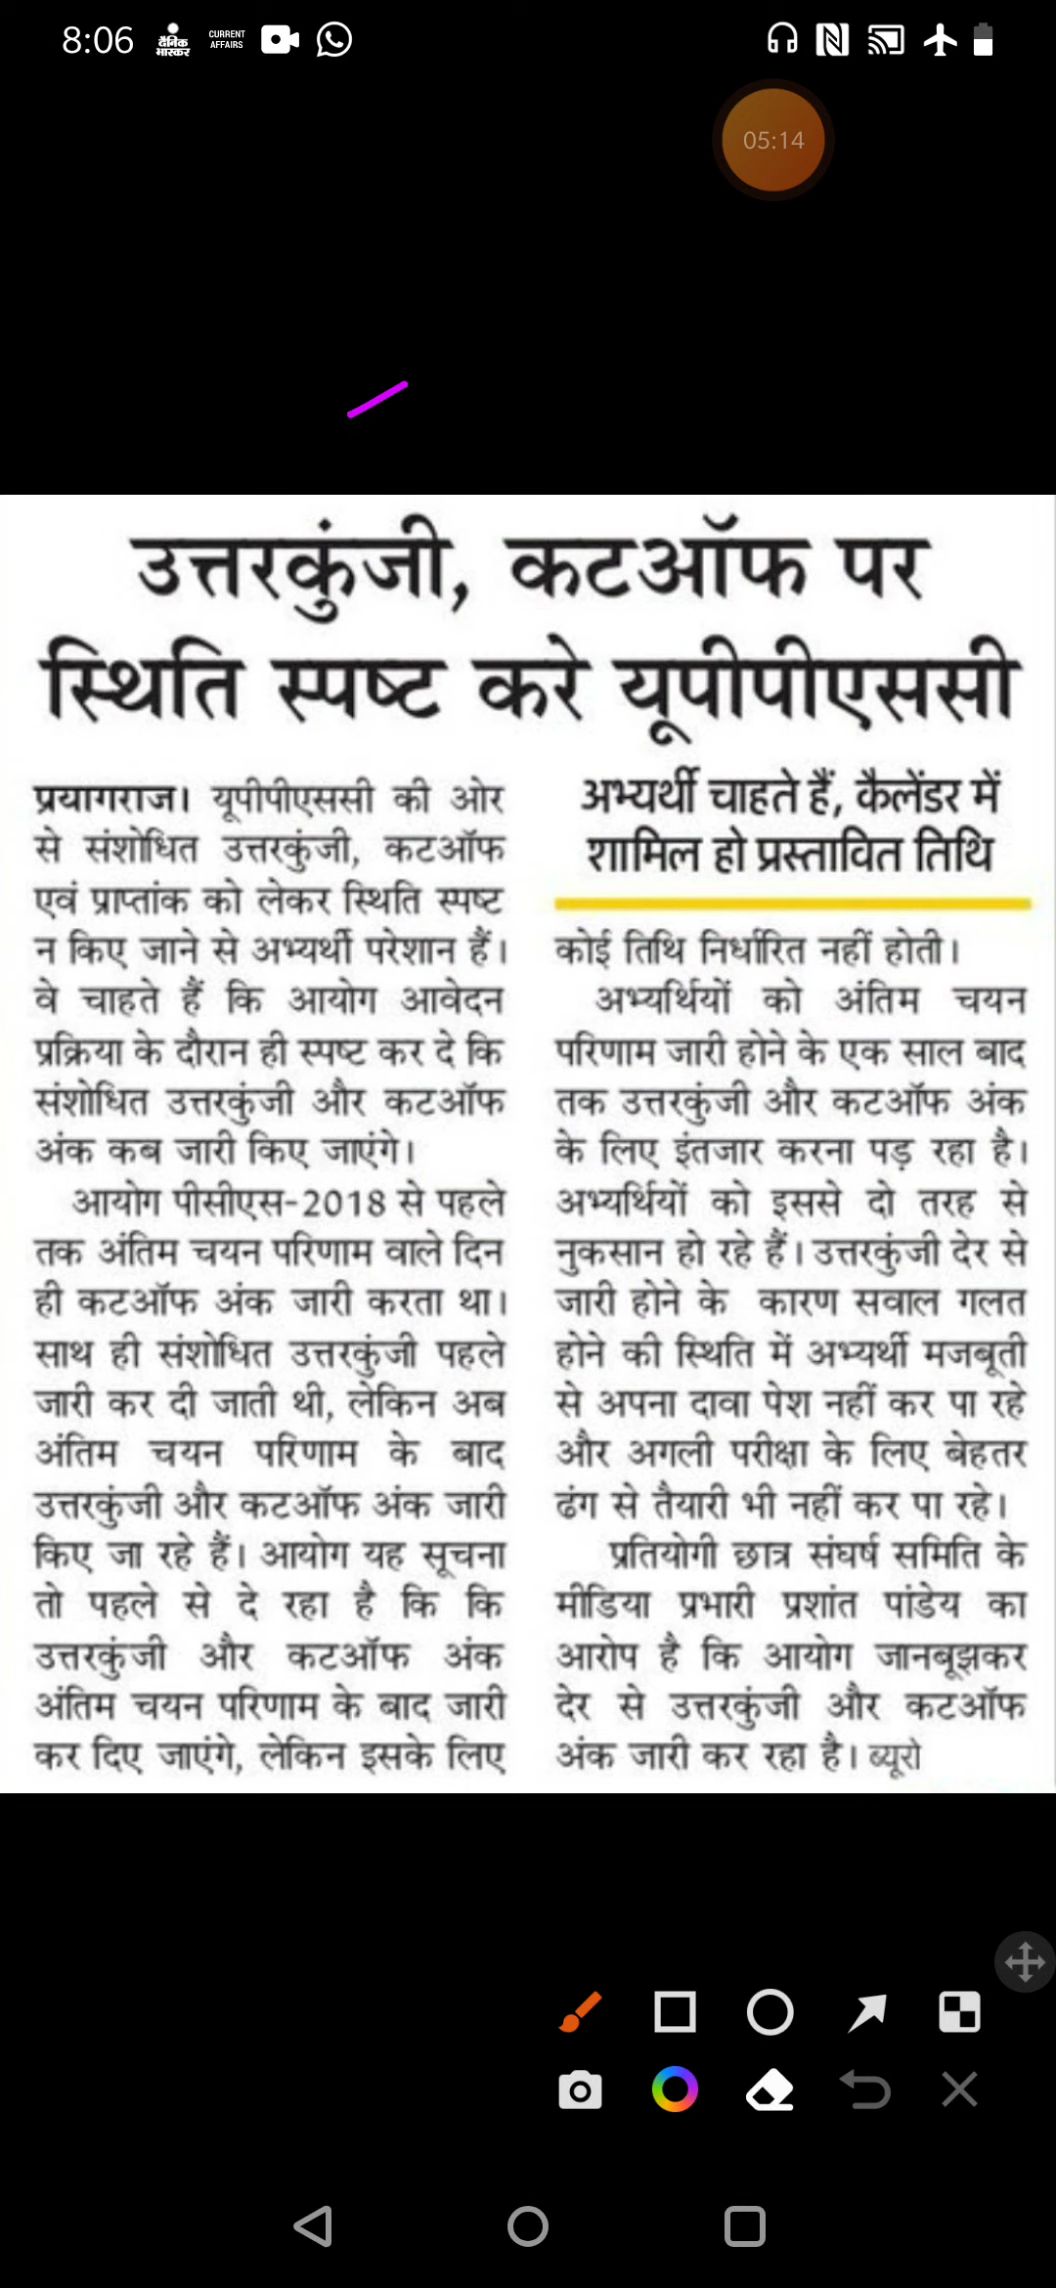 8:06
दैनिक
भास्कर
CURRENT
AFFAIRS
05:14
उत्तरकुंजी, कटऑफ पर
स्थिति स्पष्ट करे यूपीपीएससी
प्रयागराज। यूपीपीएससी की ओर
से संशोधित उत्तरकुंजी, कटऑफ
एवं प्राप्तांक को लेकर स्थिति स्पष्ट
न किए जाने से अभ्यर्थी परेशान हैं।
वे चाहते हैं कि आयोग आवेदन
प्रक्रिया के दौरान ही स्पष्ट कर दे कि
संशोधित उत्तरकुंजी और कटऑफ
अंक कब जारी किए जाएंगे।
आयोग पीसीएस-2018 से पहले
तक अंतिम चयन परिणाम वाले दिन
ही कटऑफ अंक जारी करता था।
साथ ही संशोधित उत्तरकुंजी पहले
जारी कर दी जाती थी, लेकिन अब
अंतिम चयन परिणाम के बाद
उत्तरकुंजी और कटऑफ अंक जारी
किए जा रहे हैं। आयोग यह सूचना
तो पहले से दे रहा है कि कि
उत्तरकुंजी और कटऑफ अंक
अंतिम चयन परिणाम के बाद जारी
कर दिए जाएंगे, लेकिन इसके लिए
अभ्यर्थी चाहते हैं, कैलेंडर में
शामिल हो प्रस्तावित तिथि
कोई तिथि निर्धारित नहीं होती।
अभ्यर्थियों को अंतिम चयन
परिणाम जारी होने के एक साल बाद
तक उत्तरकुंजी और कटऑफ अंक
के लिए इंतजार करना पड़ रहा है।
अभ्यर्थियों को इससे दो तरह से
नुकसान हो रहे हैं। उत्तरकुंजी देर से
जारी होने के कारण सवाल गलत
होने की स्थिति में अभ्यर्थी मजबूती
से अपना दावा पेश नहीं कर पा रहे
और अगली परीक्षा के लिए बेहतर
ढंग से तैयारी भी नहीं कर पा रहे।
प्रतियोगी छात्र संघर्ष समिति के
मीडिया प्रभारी प्रशांत पांडेय का
आरोप है कि आयोग जानबूझकर
देर से उत्तरकुंजी और कटऑफ
अंक जारी कर रहा है। ब्यूरो